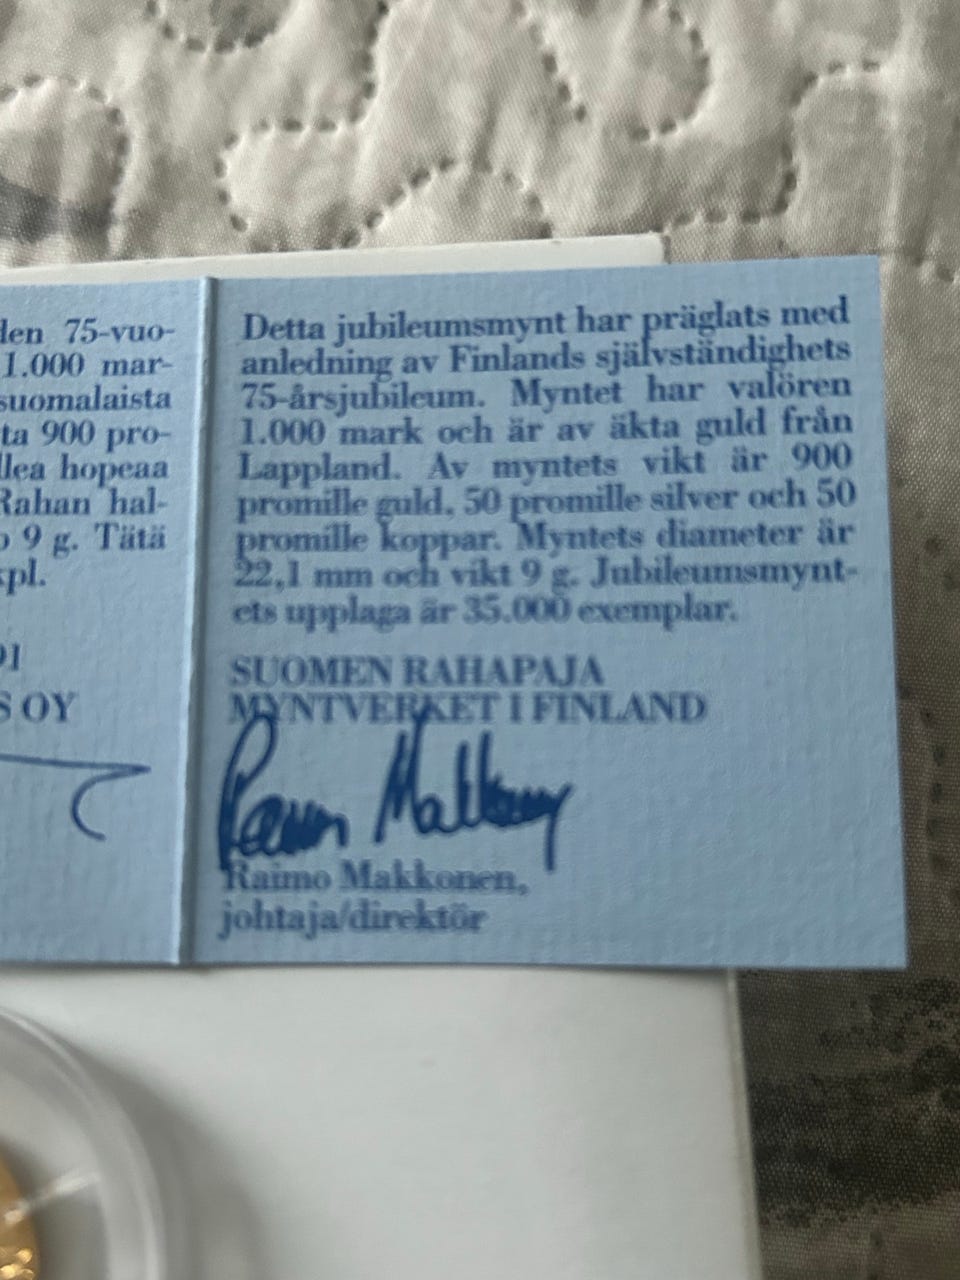 den 75-vuo-
1.000 mar-
suomalaista
ta 900 pro-
llea hopeaa
Rahan hal-
o 9 g. Tätä
kpl.
91
S OY
Detta jubileumsmynt har präglats med
anledning av Finlands självständighets
75-årsjubileum. Myntet har valören
1.000 mark och är av äkta guld från
Lappland. Av myntets vikt är 900
promille guld, 50 promille silver och 50
promille koppar. Myntets diameter är
22,1 mm och vikt 9 g. Jubileumsmynt-
ets upplaga är 35.000 exemplar.
SUOMEN RAHAPAJA
MYNTVERKET I FINLAND
Raimo Makkonen
Raimo Makkonen,
johtaja/direktör